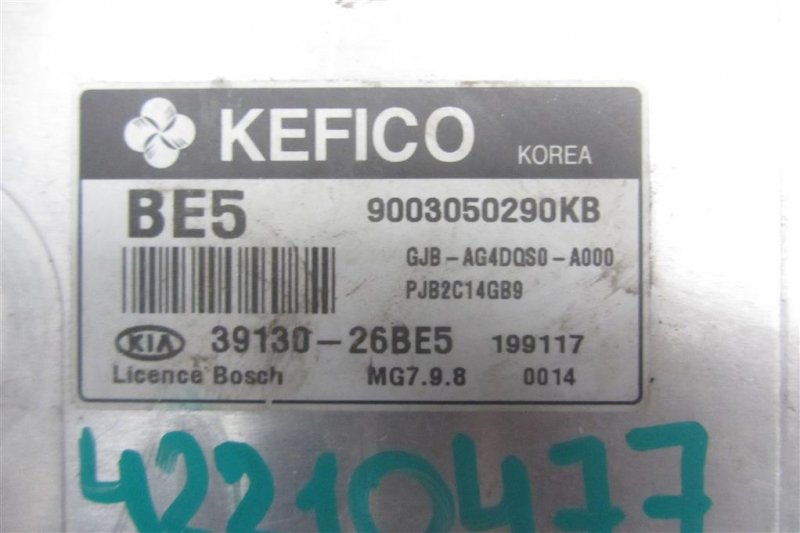 KEFICO KOREA
BE5 9003050290KB
GJB-AG4DQS0-A000
PJB2C14GB9
KIA 39130-26BE5 199117
Licence Bosch MG7.9.8 0014
42210477